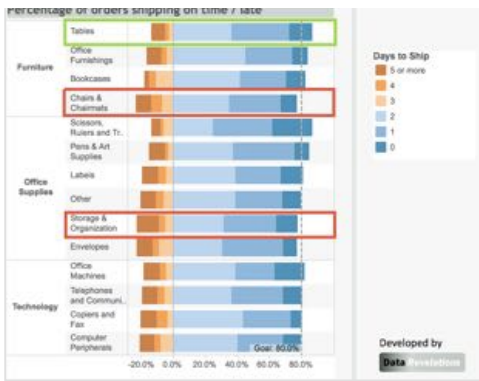 Percentage of orders shipping on time / late
Tables
Office
Furnishings
Furniture
Bookcases
Chairs &
Chairmats
Scissors,
Rulers and Tr..
Pens & Art
Supplies
Labels
Office
Supplies
Other
Storage &
Organization
Envelopes
Office
Machines
Telephones
and Communi..
Technology
Copiers and
Fax
Computer
Peripherals
Goal: 80.0%
-20.0% 0.0% 20.0% 40.0% 60.0% 80.0%
Days to Ship
5 or more
4
3
2
1
0
Developed by
Data Revelations